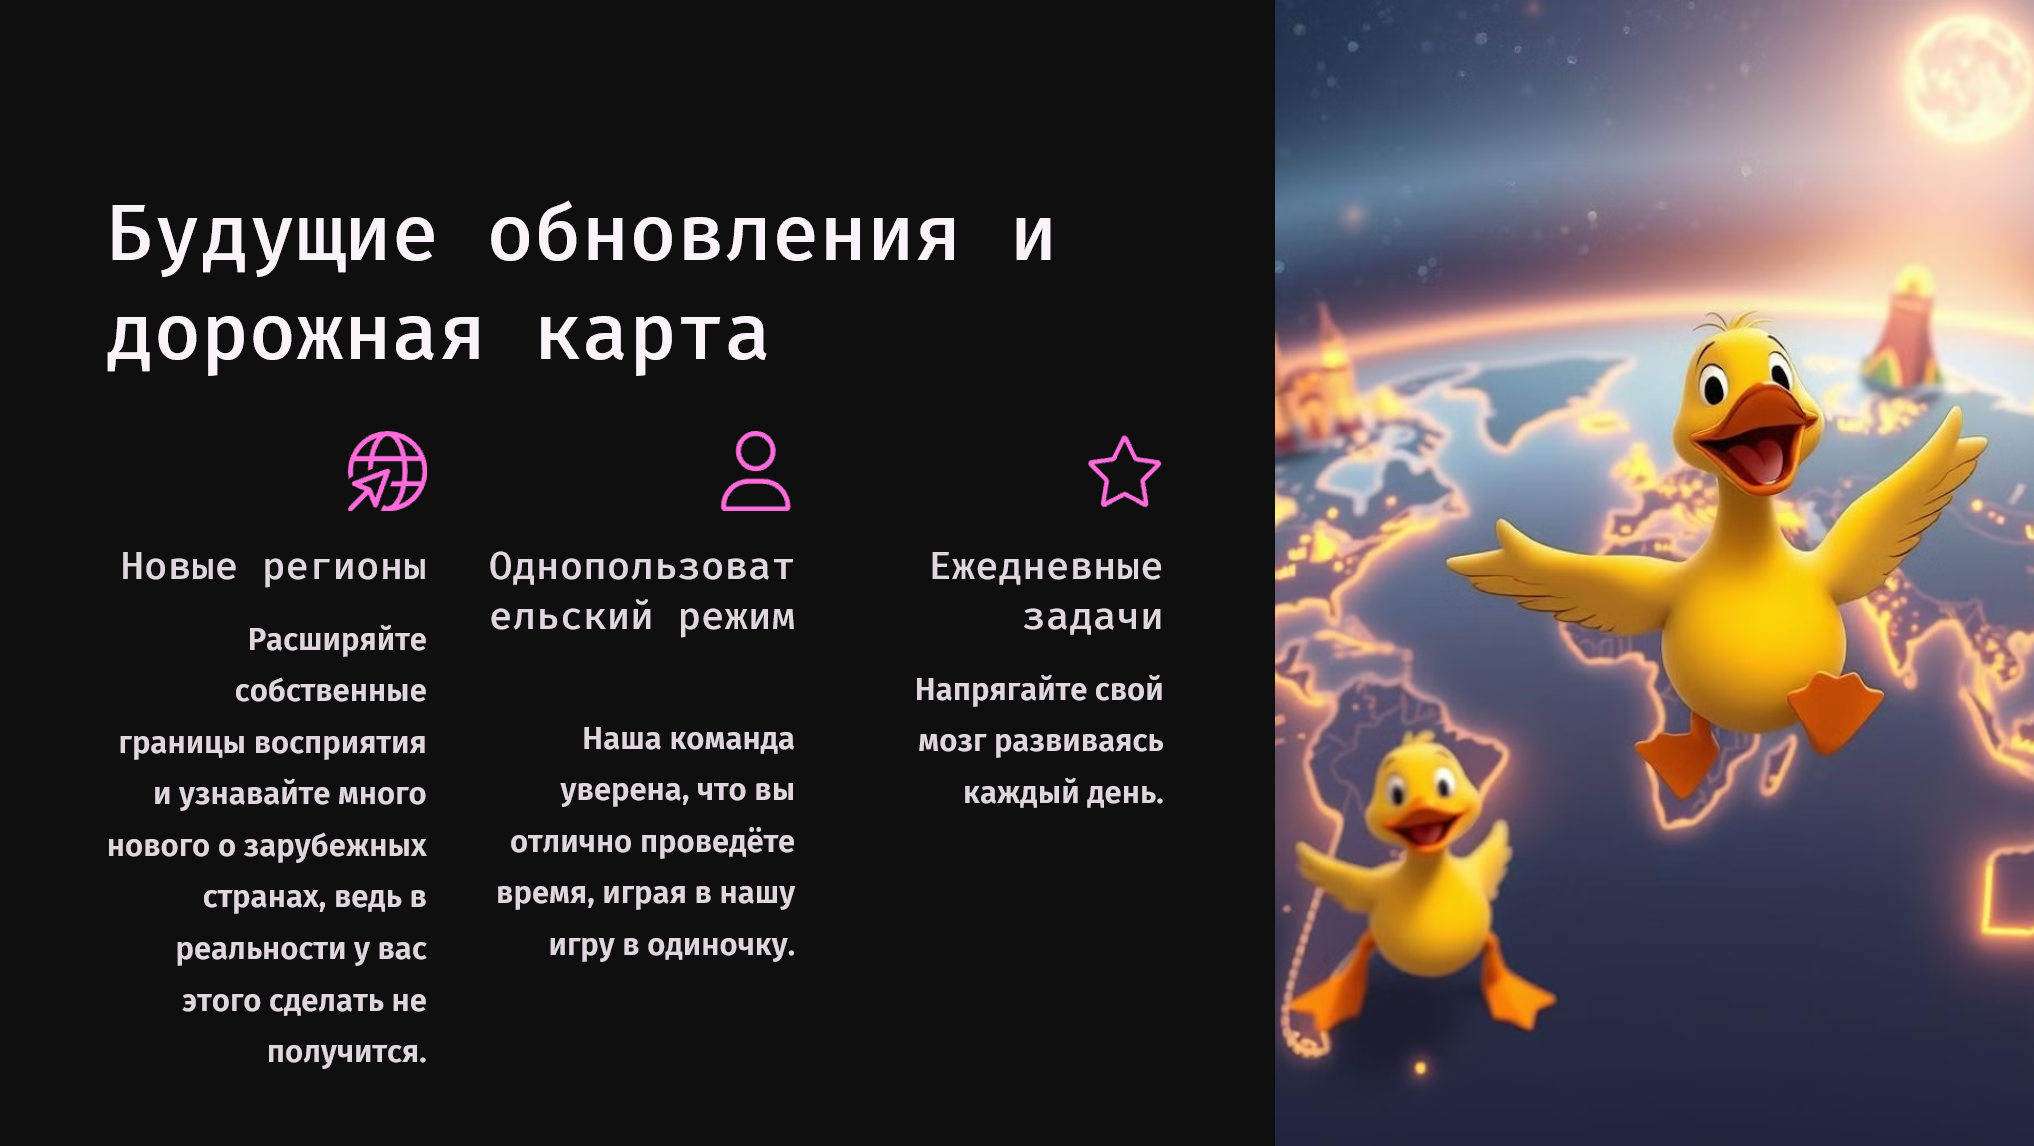 Будущие обновления и
дорожная карта
Новые регионы
Расширяйте
собственные
границы восприятия
и узнавайте много
нового о зарубежных
странах, ведь в
реальности у вас
этого сделать не
получится.
Однопользоват
ельский режим
Наша команда
уверена, что вы
отлично проведёте
время, играя в нашу
игру в одиночку.
Ежедневные
задачи
Напрягайте свой
мозг развиваясь
каждый день.